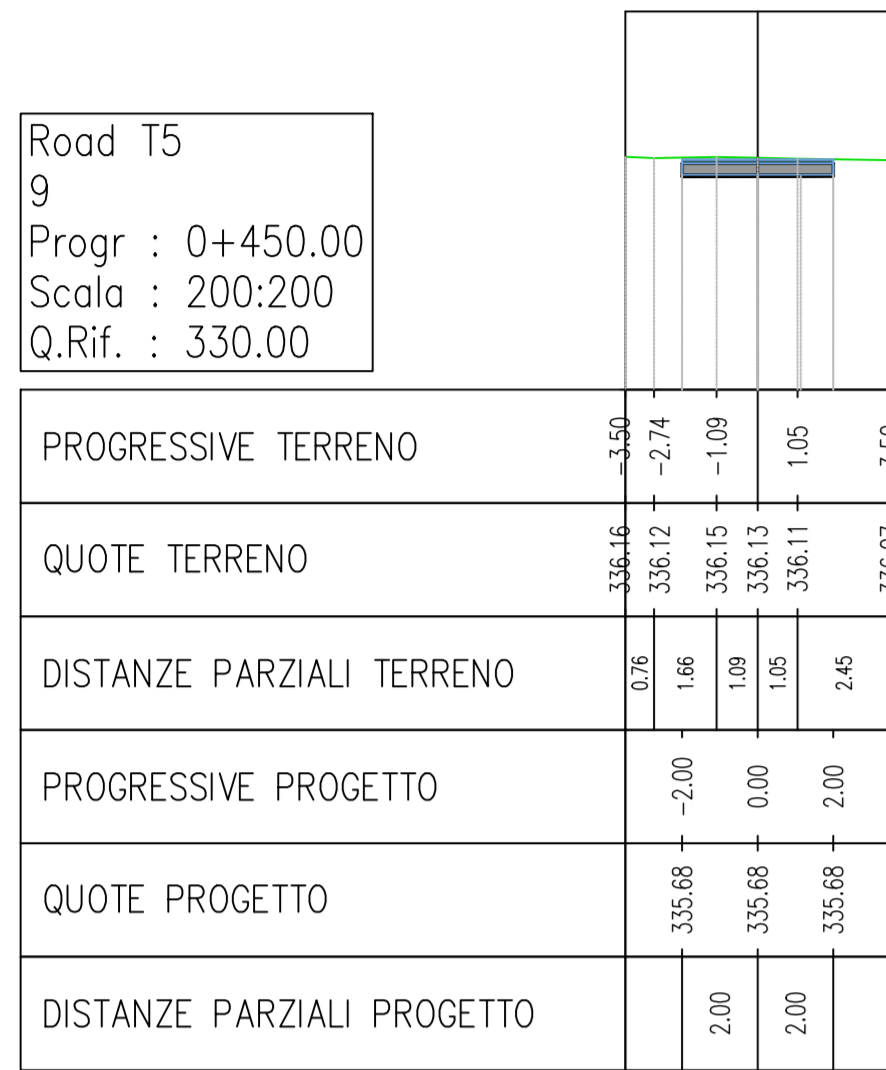 Road T5
9
Progr : 0+450.00
Scala : 200:200
Q.Rif. : 330.00
PROGRESSIVE TERRENO -3.50 -2.74 -1.09 1.05
QUOTE TERRENO 336.16 336.12 336.15 336.13 336.11
DISTANZE PARZIALI TERRENO 0.76 1.66 1.09 1.05 2.45
PROGRESSIVE PROGETTO -2.00 0.00 2.00
QUOTE PROGETTO 335.68 335.68 335.68
DISTANZE PARZIALI PROGETTO 2.00 2.00